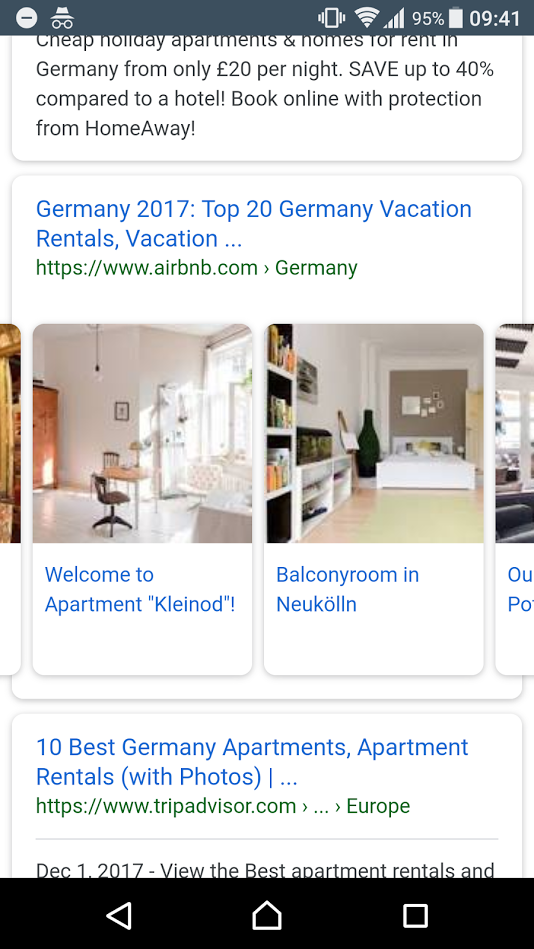 95% 09:41
Cheap holiday apartments & homes for rent in
Germany from only £20 per night. SAVE up to 40%
compared to a hotel! Book online with protection
from HomeAway!
Germany 2017: Top 20 Germany Vacation
Rentals, Vacation ...
https://www.airbnb.com › Germany
Welcome to
Apartment "Kleinod"!
Balconyroom in
Neukölln
Ou
Po
10 Best Germany Apartments, Apartment
Rentals (with Photos) | ...
https://www.tripadvisor.com › ... › Europe
Dec 1, 2017 - View the Best apartment rentals and